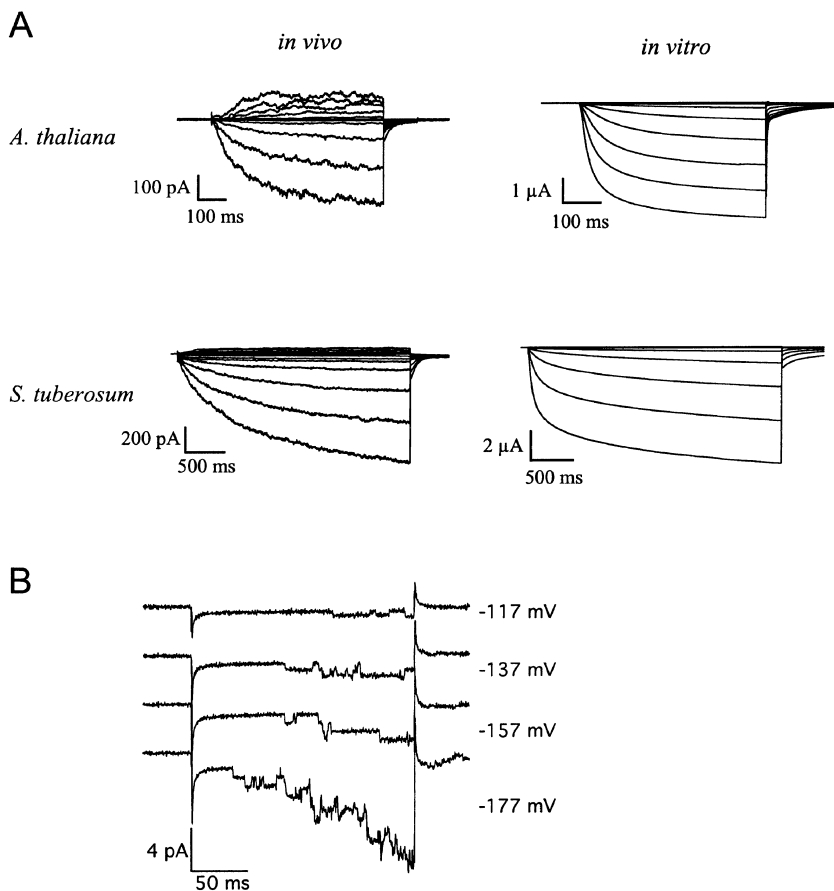 A
in vivo
in vitro
A. thaliana
100 pA
100 ms
1 µA
100 ms
S. tuberosum
200 pA
500 ms
2 µA
500 ms
B
-117 mV
-137 mV
-157 mV
-177 mV
4 pA
50 ms